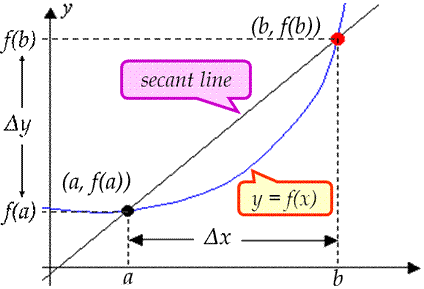 y
f(b)
(b, f(b))
secant line
Δy
(a, f(a))
f(a)
y = f(x)
Δx
a
b
x